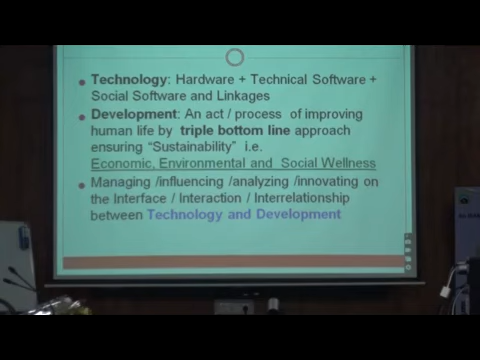 Technology: Hardware + Technical Software +
Social Software and Linkages
Development: An act / process of improving
human life by triple bottom line approach
ensuring “Sustainability” i.e.
Economic, Environmental and Social Wellness
Managing /influencing /analyzing /innovating on
the Interface / Interaction / Interrelationship
between Technology and Development